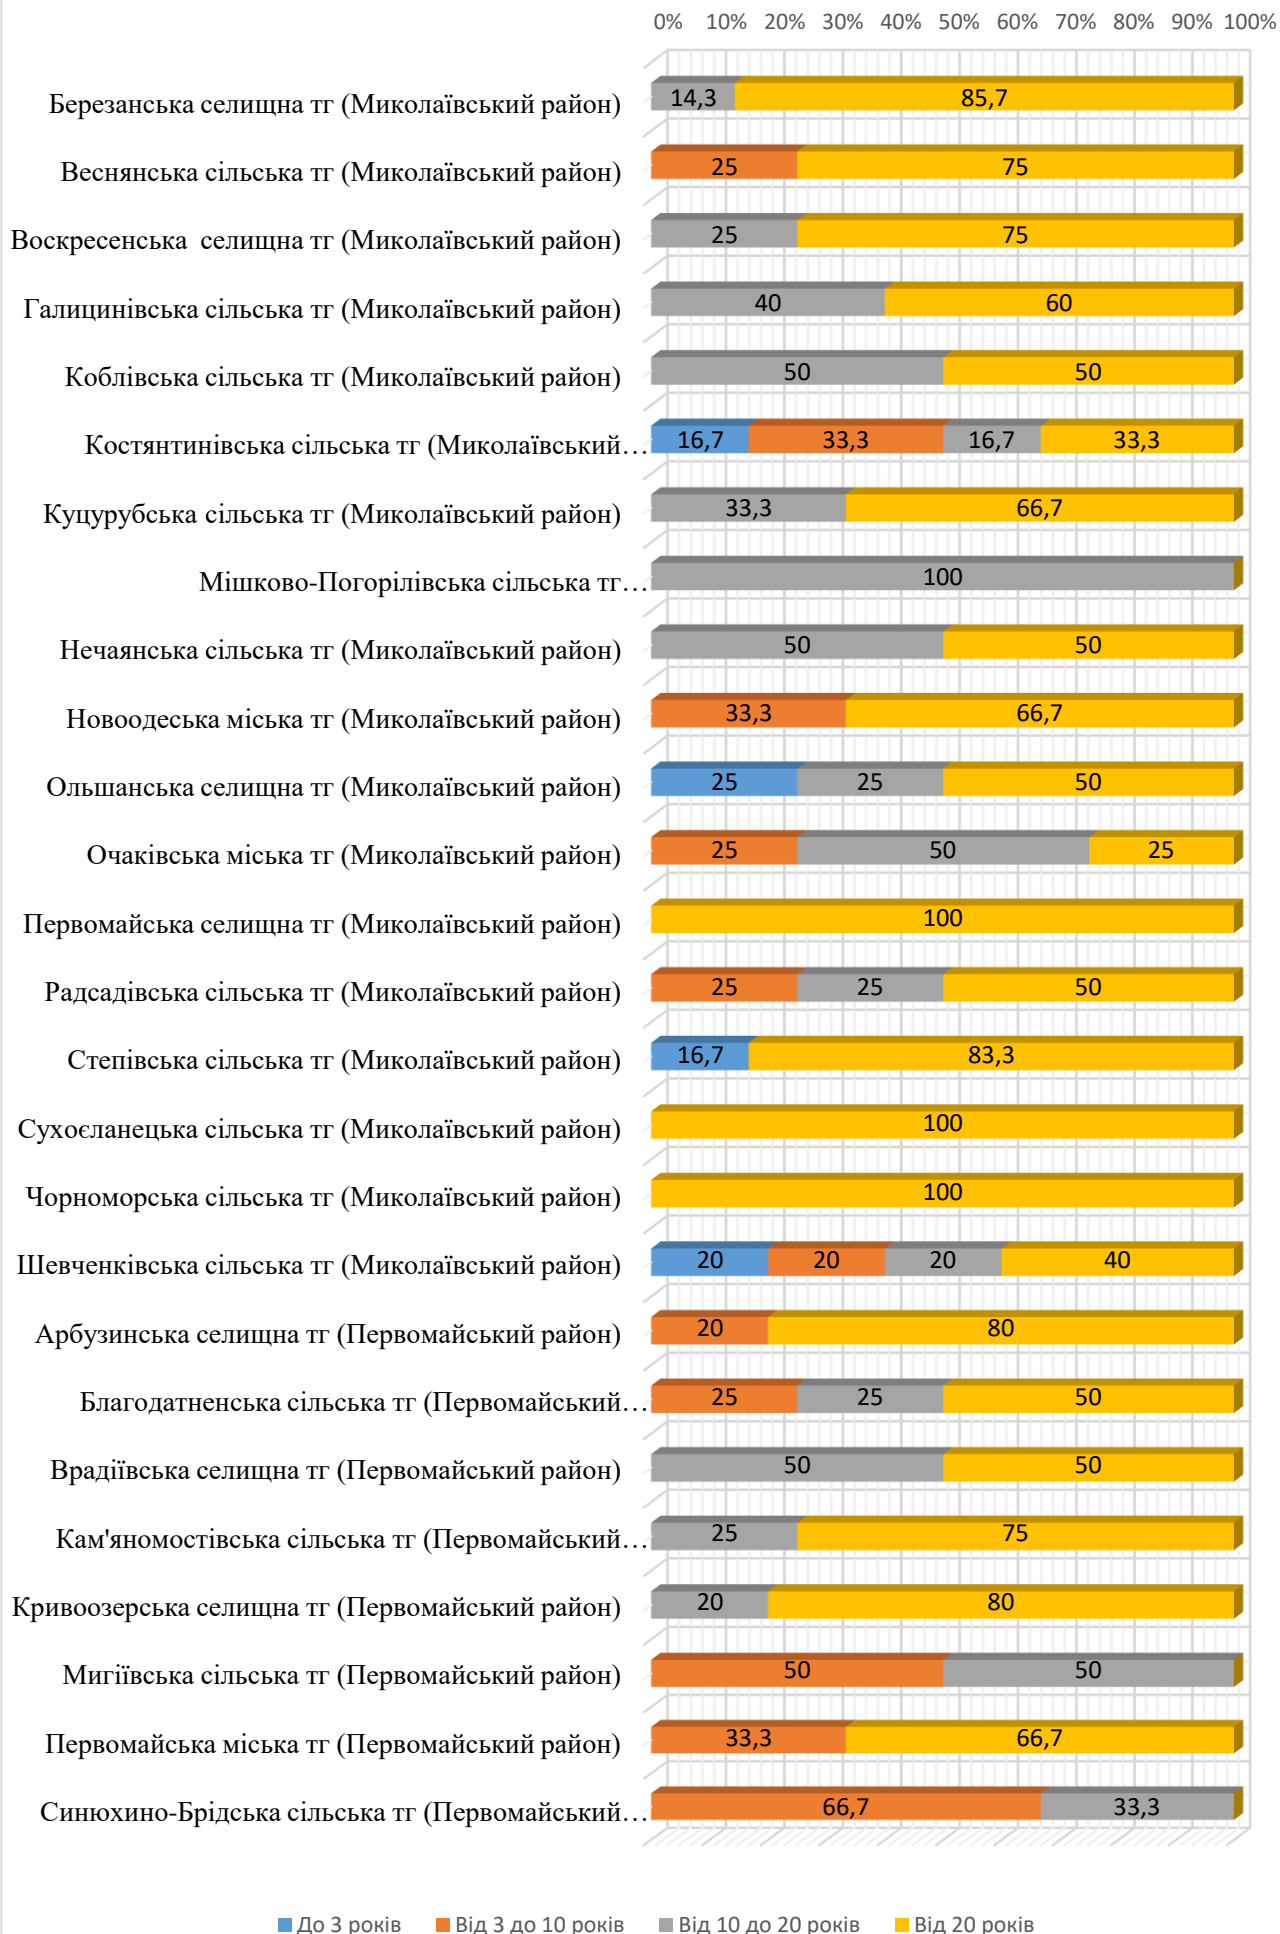 0% 10% 20% 30% 40% 50% 60% 70% 80% 90% 100%
Березанська селищна тг (Миколаївський район) 14,3 85,7
Веснянська сільська тг (Миколаївський район) 25 75
Воскресенська селищна тг (Миколаївський район) 25 75
Галицинівська сільська тг (Миколаївський район) 40 60
Коблівська сільська тг (Миколаївський район) 50 50
Костянтинівська сільська тг (Миколаївський… 16,7 33,3 16,7 33,3
Куцурубська сільська тг (Миколаївський район) 33,3 66,7
Мішково-Погорілівська сільська тг… 100
Нечаянська сільська тг (Миколаївський район) 50 50
Новоодеська міська тг (Миколаївський район) 33,3 66,7
Ольшанська селищна тг (Миколаївський район) 25 25 50
Очаківська міська тг (Миколаївський район) 25 50 25
Первомайська селищна тг (Миколаївський район) 100
Радсадівська сільська тг (Миколаївський район) 25 25 50
Степівська сільська тг (Миколаївський район) 16,7 83,3
Сухоєланецька сільська тг (Миколаївський район) 100
Чорноморська сільська тг (Миколаївський район) 100
Шевченківська сільська тг (Миколаївський район) 20 20 20 40
Арбузинська селищна тг (Первомайський район) 20 80
Благодатненська сільська тг (Первомайський… 25 25 50
Врадіївська селищна тг (Первомайський район) 50 50
Кам'яномостівська сільська тг (Первомайський… 25 75
Кривоозерська селищна тг (Первомайський район) 20 80
Мигіївська сільська тг (Первомайський район) 50 50
Первомайська міська тг (Первомайський район) 33,3 66,7
Синюхино-Брідська сільська тг (Первомайський… 66,7 33,3
До 3 років Від 3 до 10 років Від 10 до 20 років Від 20 років